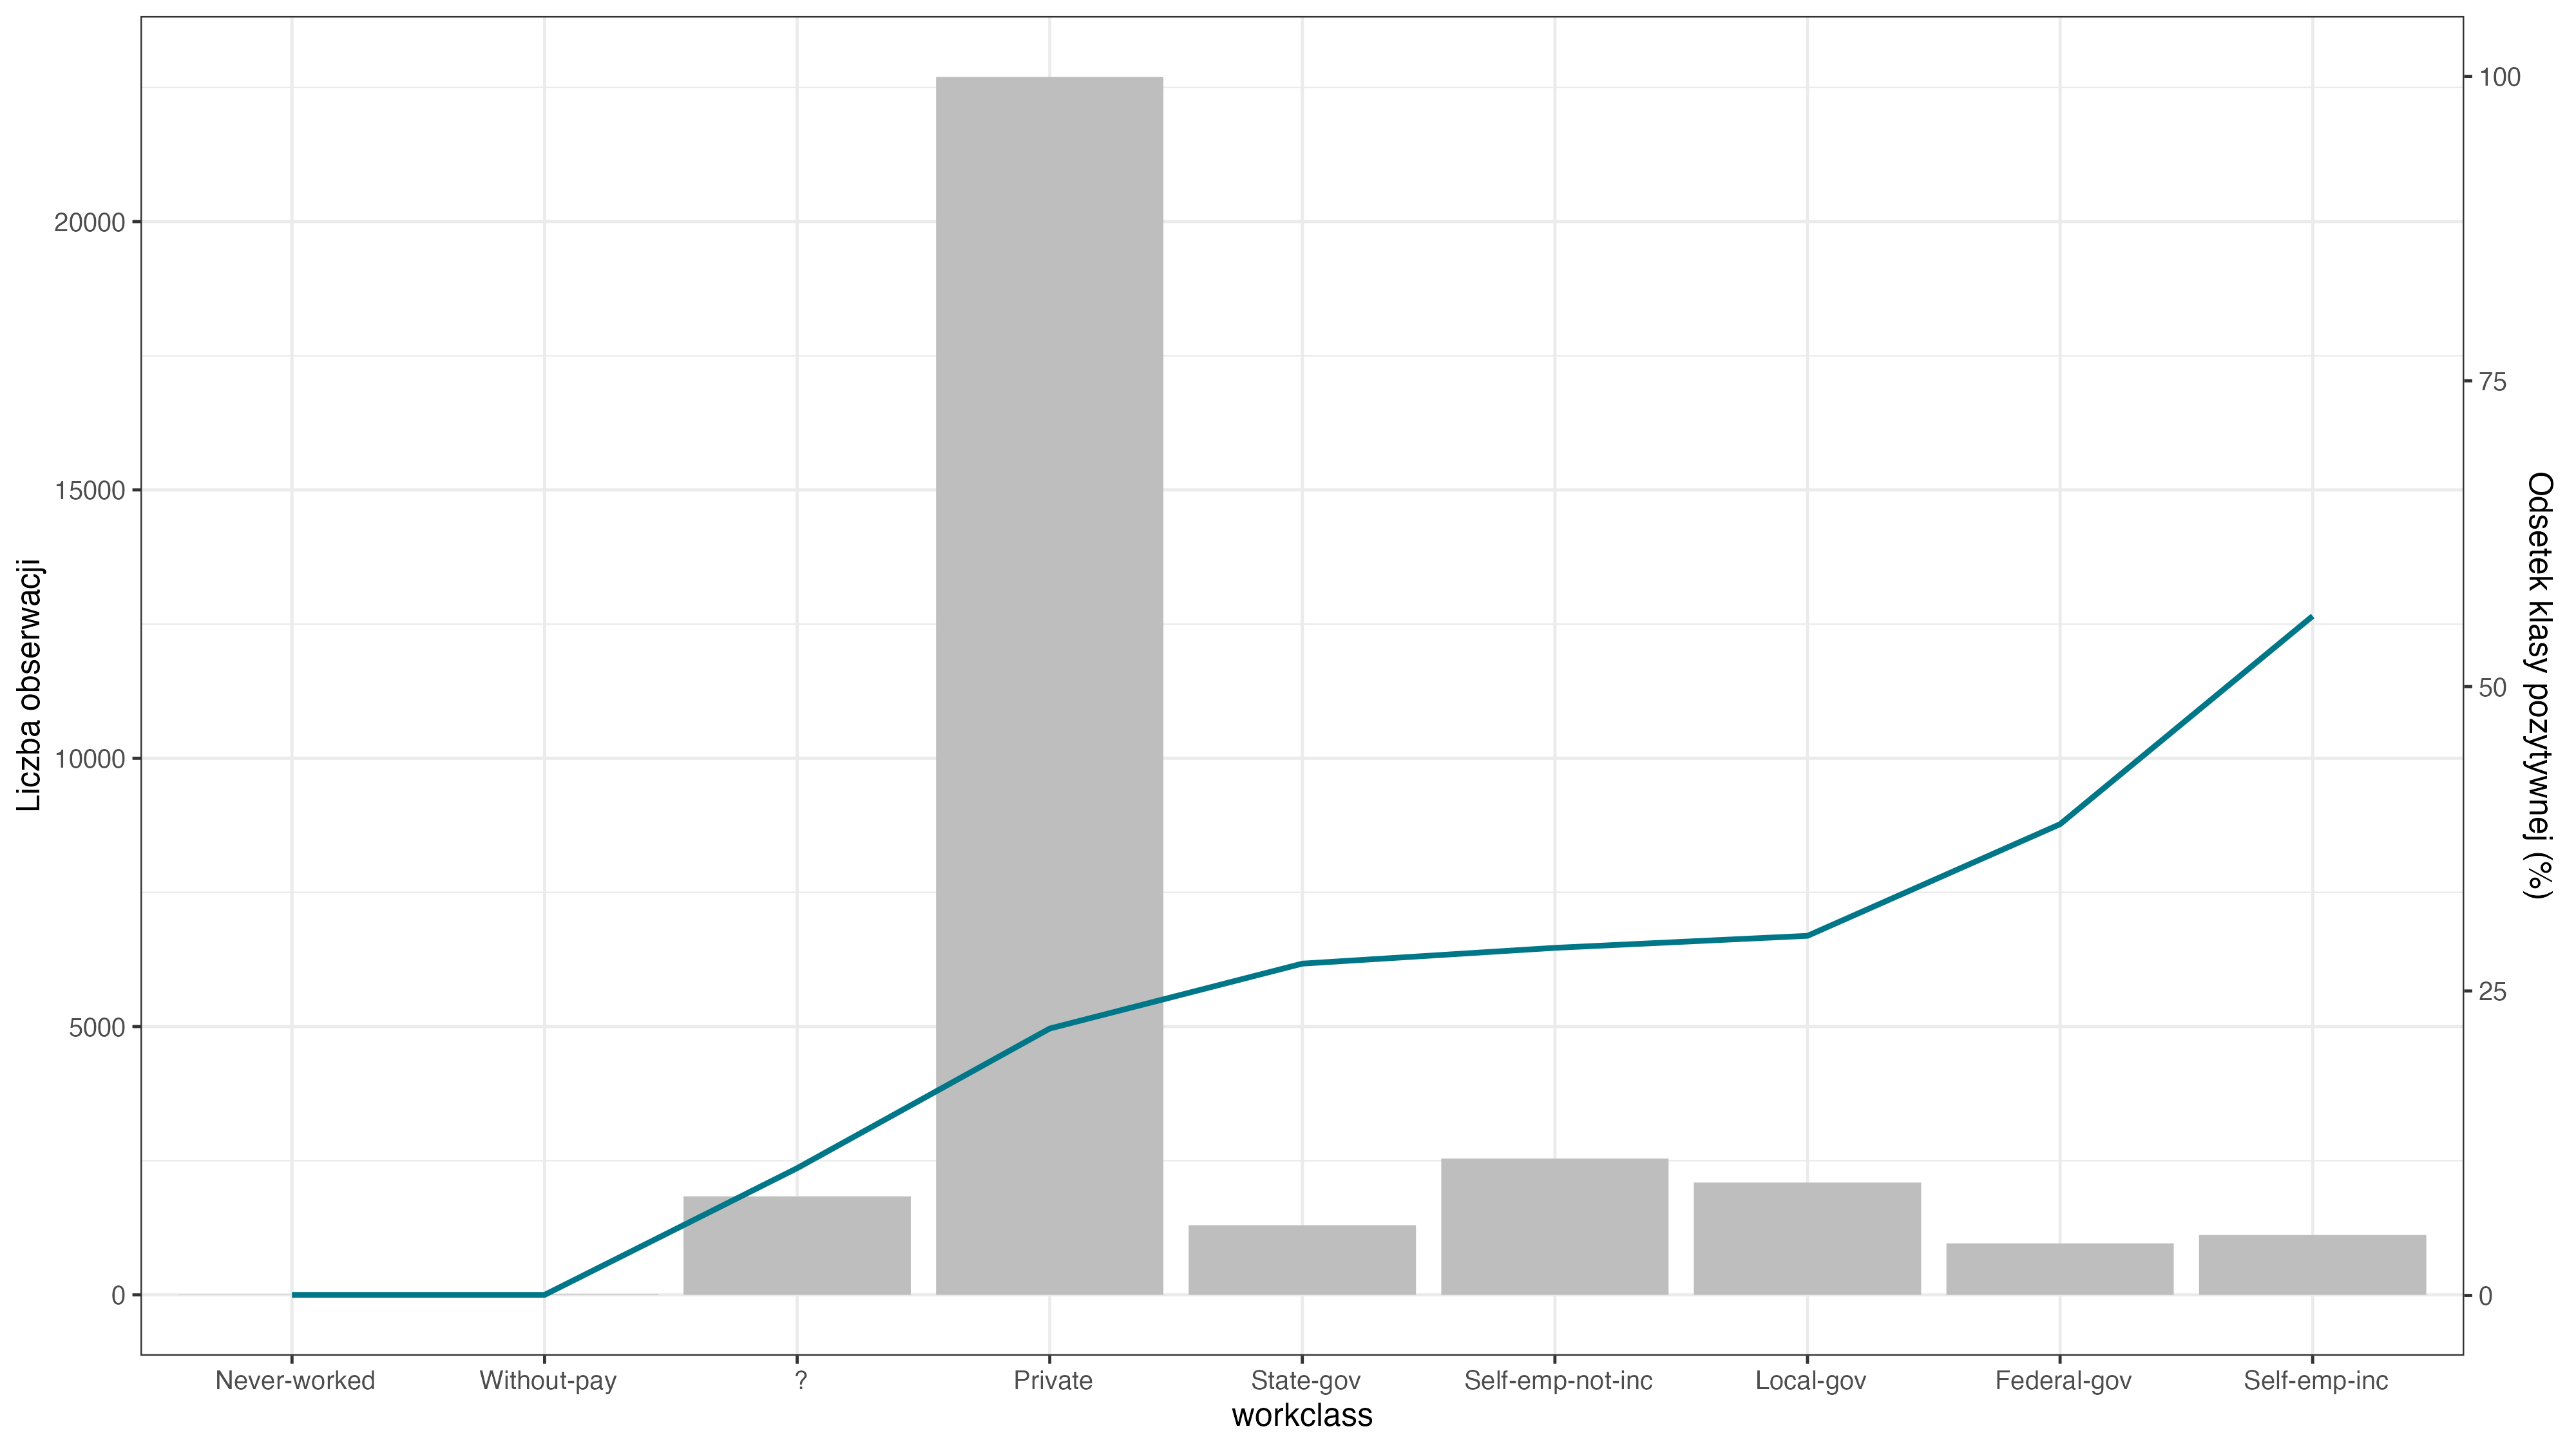 Liczba obserwacji
20000
15000
10000
5000
0
100
75
50
25
0
Odsetek klasy pozytywnej (%)
Never-worked
Without-pay
?
Private
State-gov
Self-emp-not-inc
Local-gov
Federal-gov
Self-emp-inc
workclass